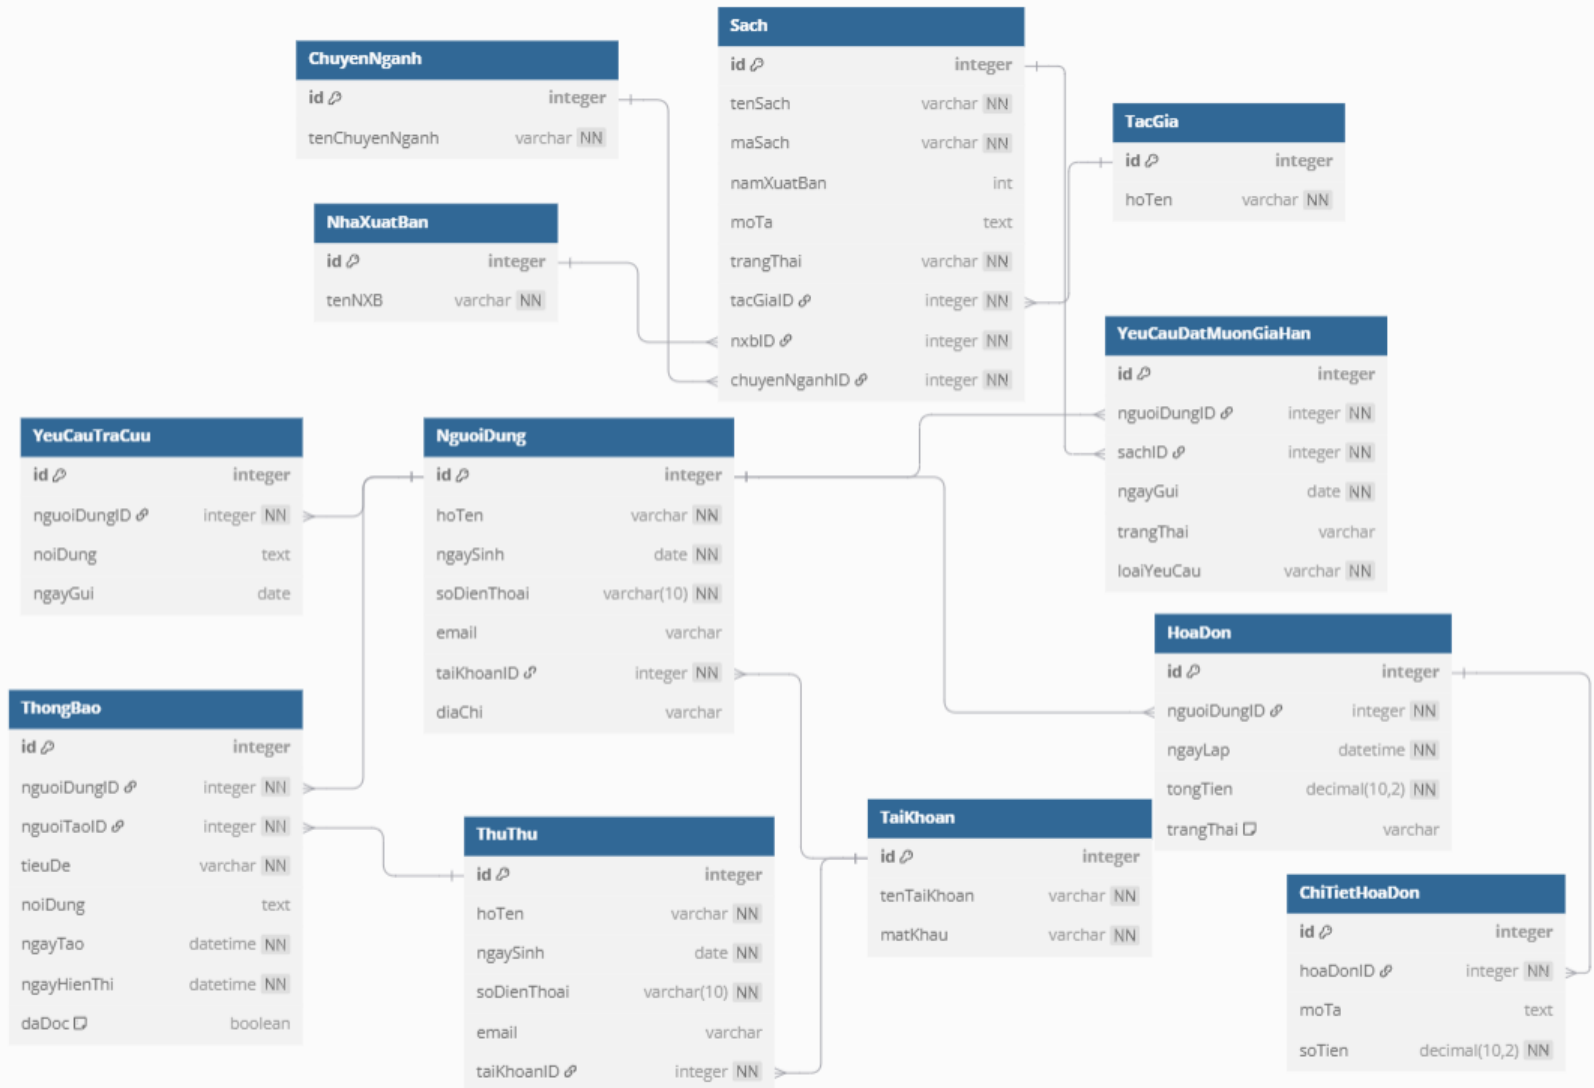 ChuyenNganh
id integer
tenChuyenNganh varchar NN
NhaXuatBan
id integer
tenNXB varchar NN
Sach
id integer
tenSach varchar NN
maSach varchar NN
namXuatBan int
moTa text
trangThai varchar NN
tacGiaID integer NN
nxbID integer NN
chuyenNganhID integer NN
TacGia
id integer
hoTen varchar NN
YeuCauDatMuonGiaHan
id integer
nguoiDungID integer NN
sachID integer NN
ngayGui date NN
trangThai varchar
loaiYeuCau varchar NN
YeuCauTraCuu
id integer
nguoiDungID integer NN
noiDung text
ngayGui date
NguoiDung
id integer
hoTen varchar NN
ngaySinh date NN
soDienThoai varchar(10) NN
email varchar
taiKhoanID integer NN
diaChi varchar
HoaDon
id integer
nguoiDungID integer NN
ngayLap datetime NN
tongTien decimal(10,2) NN
trangThai varchar
ThongBao
id integer
nguoiDungID integer NN
nguoiTaoID integer NN
tieuDe varchar NN
noiDung text
ngayTao datetime NN
ngayHienThi datetime NN
daDoc boolean
ThuThu
id integer
hoTen varchar NN
ngaySinh date NN
soDienThoai varchar(10) NN
email varchar
taiKhoanID integer NN
TaiKhoan
id integer
tenTaiKhoan varchar NN
matKhau varchar NN
ChiTietHoaDon
id integer
hoaDonID integer NN
moTa text
soTien decimal(10,2) NN